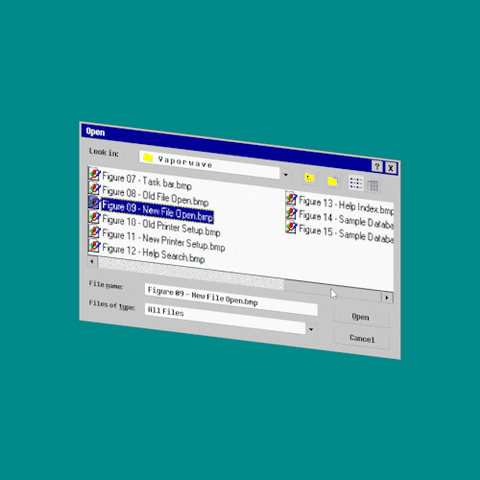 Open
? X
Look in: Vaporwave
Figure 07 - Task bar.bmp
Figure 08 - Old File Open.bmp
Figure 09 - New File Open.bmp
Figure 10 - Old Printer Setup.bmp
Figure 11 - New Printer Setup.bmp
Figure 12 - Help Search.bmp
Figure 13 - Help Index.bmp
Figure 14 - Sample Databa
Figure 15 - Sample Databa
File name: Figure 09 - New File Open.bmp
Open
Files of type: All Files
Cancel